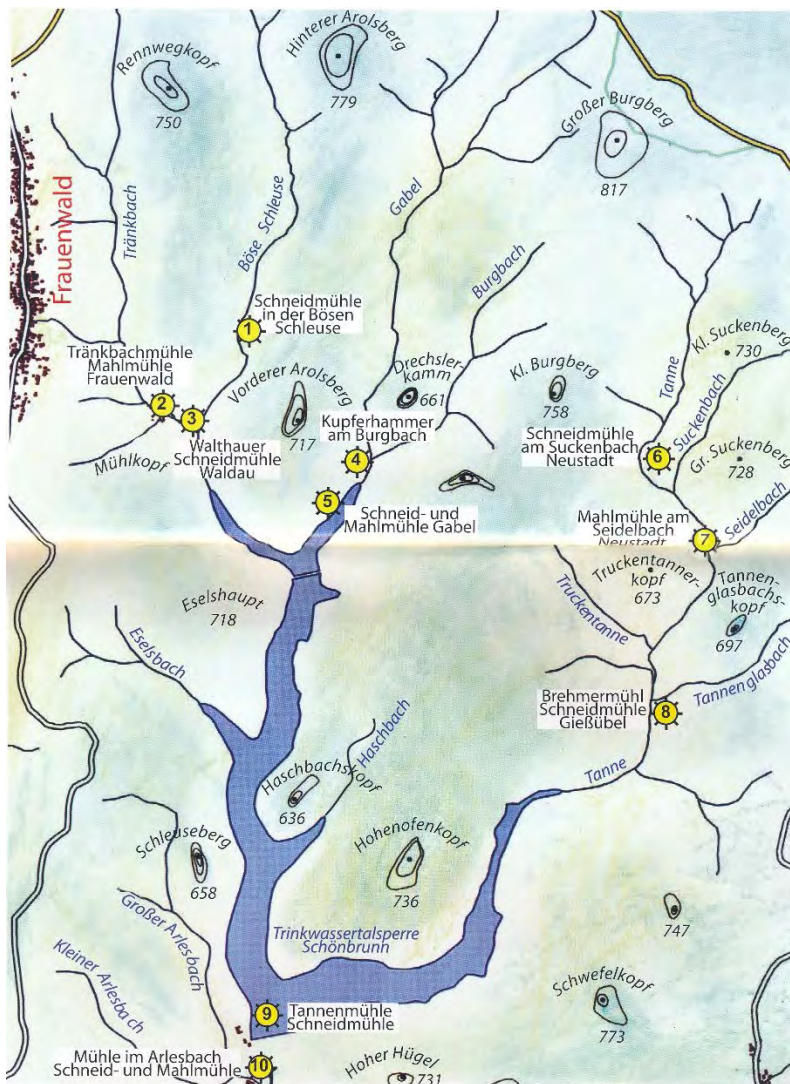 Rennwegkopf
750
Hinterer Arolsberg
779
Großer Burgberg
817
Frauenwald
Tränkbach
Böse Schleuse
Gabel
Burgbach
1
Schneidmühle
in der Bösen
Schleuse
Tränkbachmühle
Mahlmühle
Frauenwald
2
3
Walthauer
Schneidmühle
Waldau
Mühlkopf
Vorderer Arolsberg
717
Drechsler-
kamm
661
Kupferhammer
am Burgbach
4
5
Schneid- und
Mahlmühle Gabel
Kl. Burgberg
758
Tanne
Kl. Suckenberg
730
Suckenbach
Schneidmühle
am Suckenbach
Neustadt
6
Gr. Suckenberg
728
Seidelbach
Mahlmühle am
Seidelbach
Neustadt
7
Truckentanner-
kopf
673
Truckentanne
Tannen-
glasbachs-
kopf
697
Tannenglasbach
Eselshaupt
718
Eselsbach
Brehmermühl
Schneidmühle
Gießübel
8
Tanne
Haschbach
Haschbachskopf
636
Schleuseberg
658
Hohenofenkopf
736
Großer Arlesbach
Kleiner Arlesbach
Trinkwassertalsperre
Schönbrunn
747
Schwefelkopf
773
9
Tannenmühle
Schneidmühle
Mühle im Arlesbach
Schneid- und Mahlmühle
10
Hoher Hügel
731